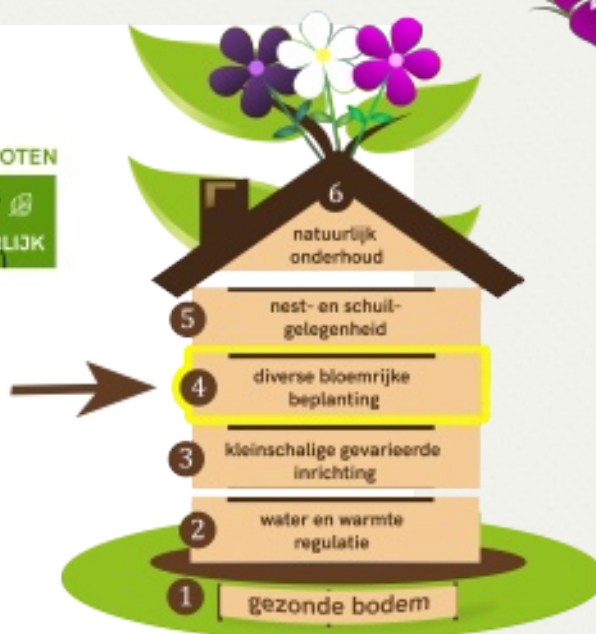 OTEN
LIJK
6
natuurlijk
onderhoud
5
nest- en schuil-
gelegenheid
4
diverse bloemrijke
beplanting
3
kleinschalige gevarieerde
inrichting
2
water en warmte
regulatie
1
gezonde bodem